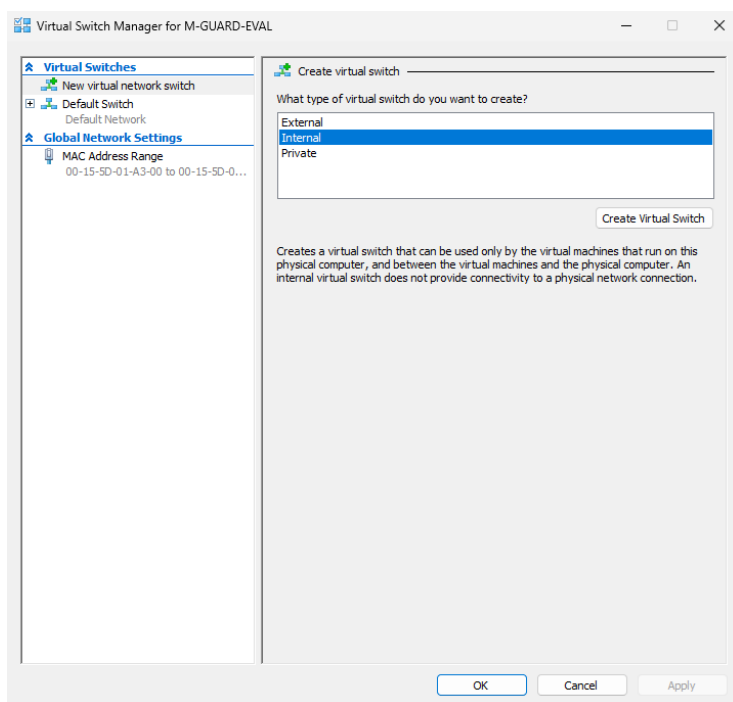 Virtual Switch Manager for M-GUARD-EVAL
Virtual Switches
New virtual network switch
Default Switch
Default Network
Global Network Settings
MAC Address Range
00-15-5D-01-A3-00 to 00-15-5D-0...
Create virtual switch
What type of virtual switch do you want to create?
External
Internal
Private
Create Virtual Switch
Creates a virtual switch that can be used only by the virtual machines that run on this
physical computer, and between the virtual machines and the physical computer. An
internal virtual switch does not provide connectivity to a physical network connection.
OK
Cancel
Apply